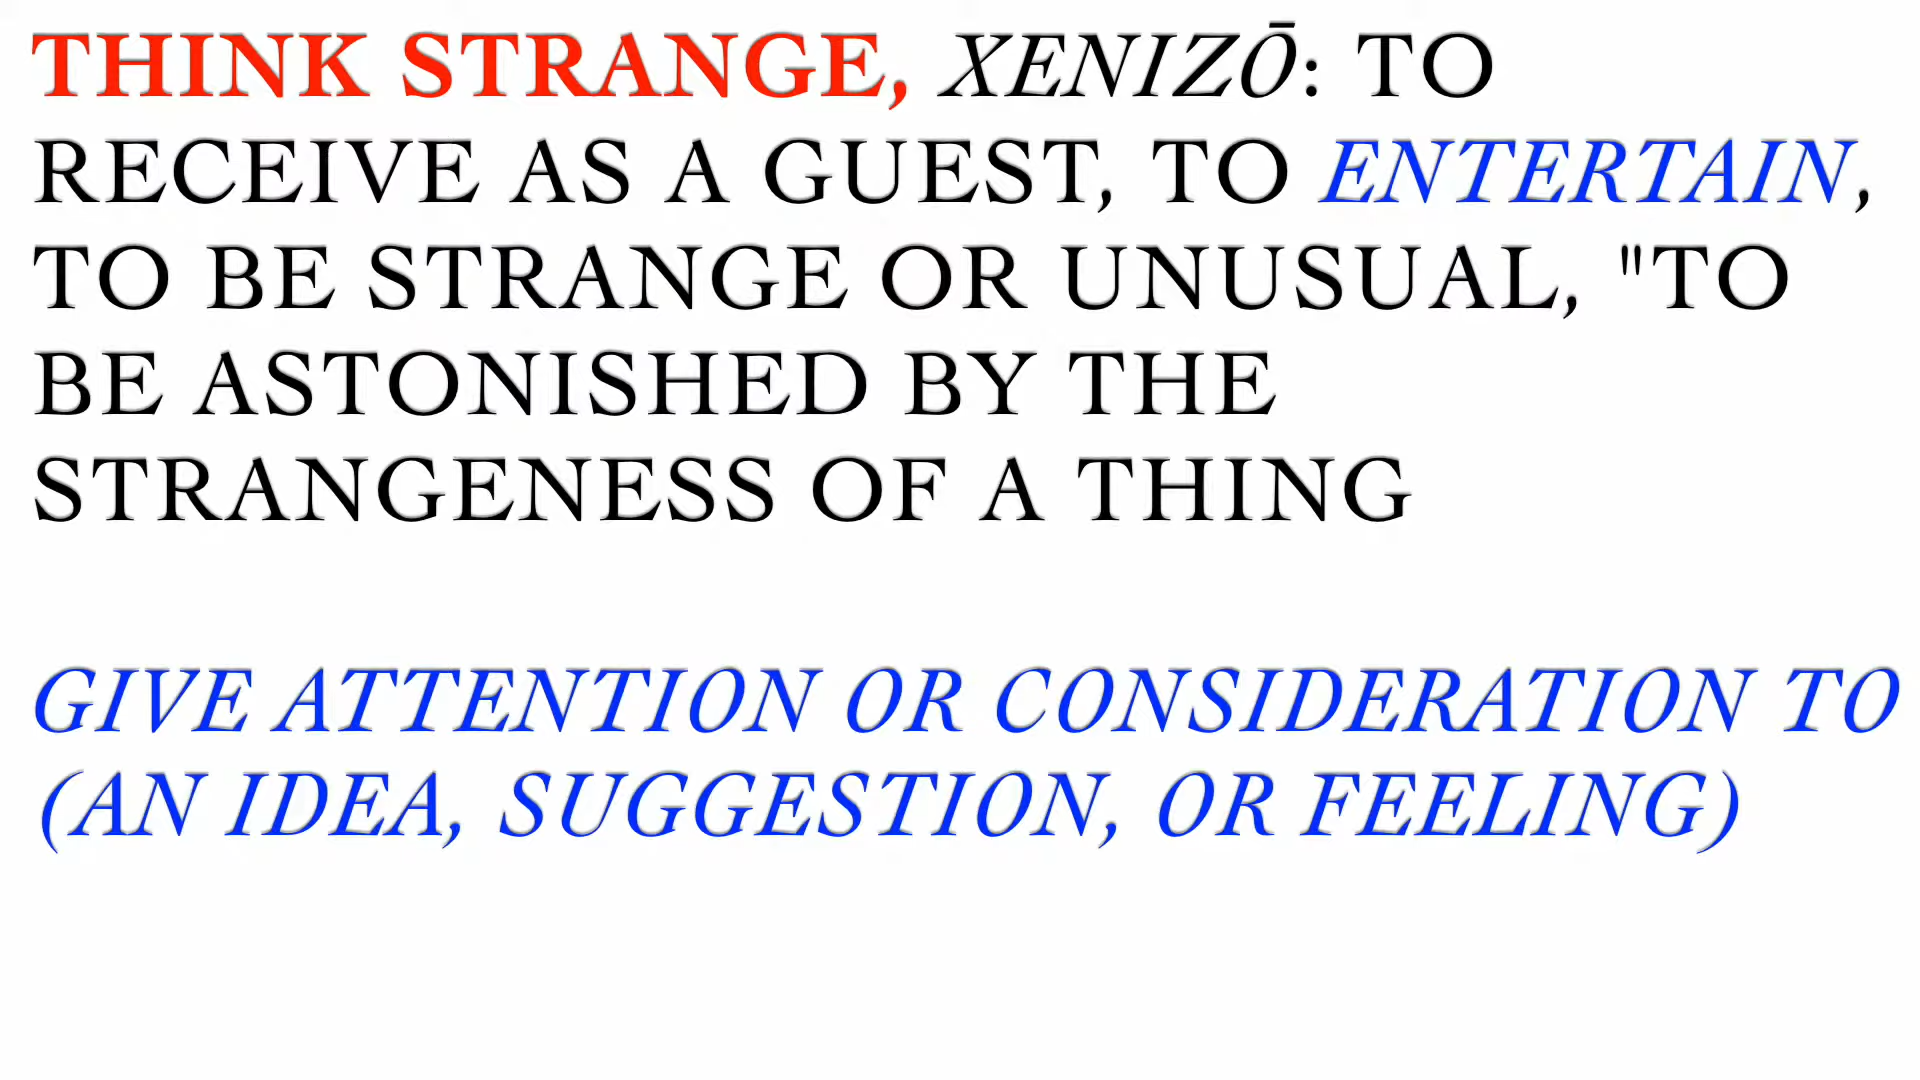 THINK STRANGE, XENIZŌ: TO
RECEIVE AS A GUEST, TO ENTERTAIN,
TO BE STRANGE OR UNUSUAL, "TO
BE ASTONISHED BY THE
STRANGENESS OF A THING
GIVE ATTENTION OR CONSIDERATION TO
(AN IDEA, SUGGESTION, OR FEELING)